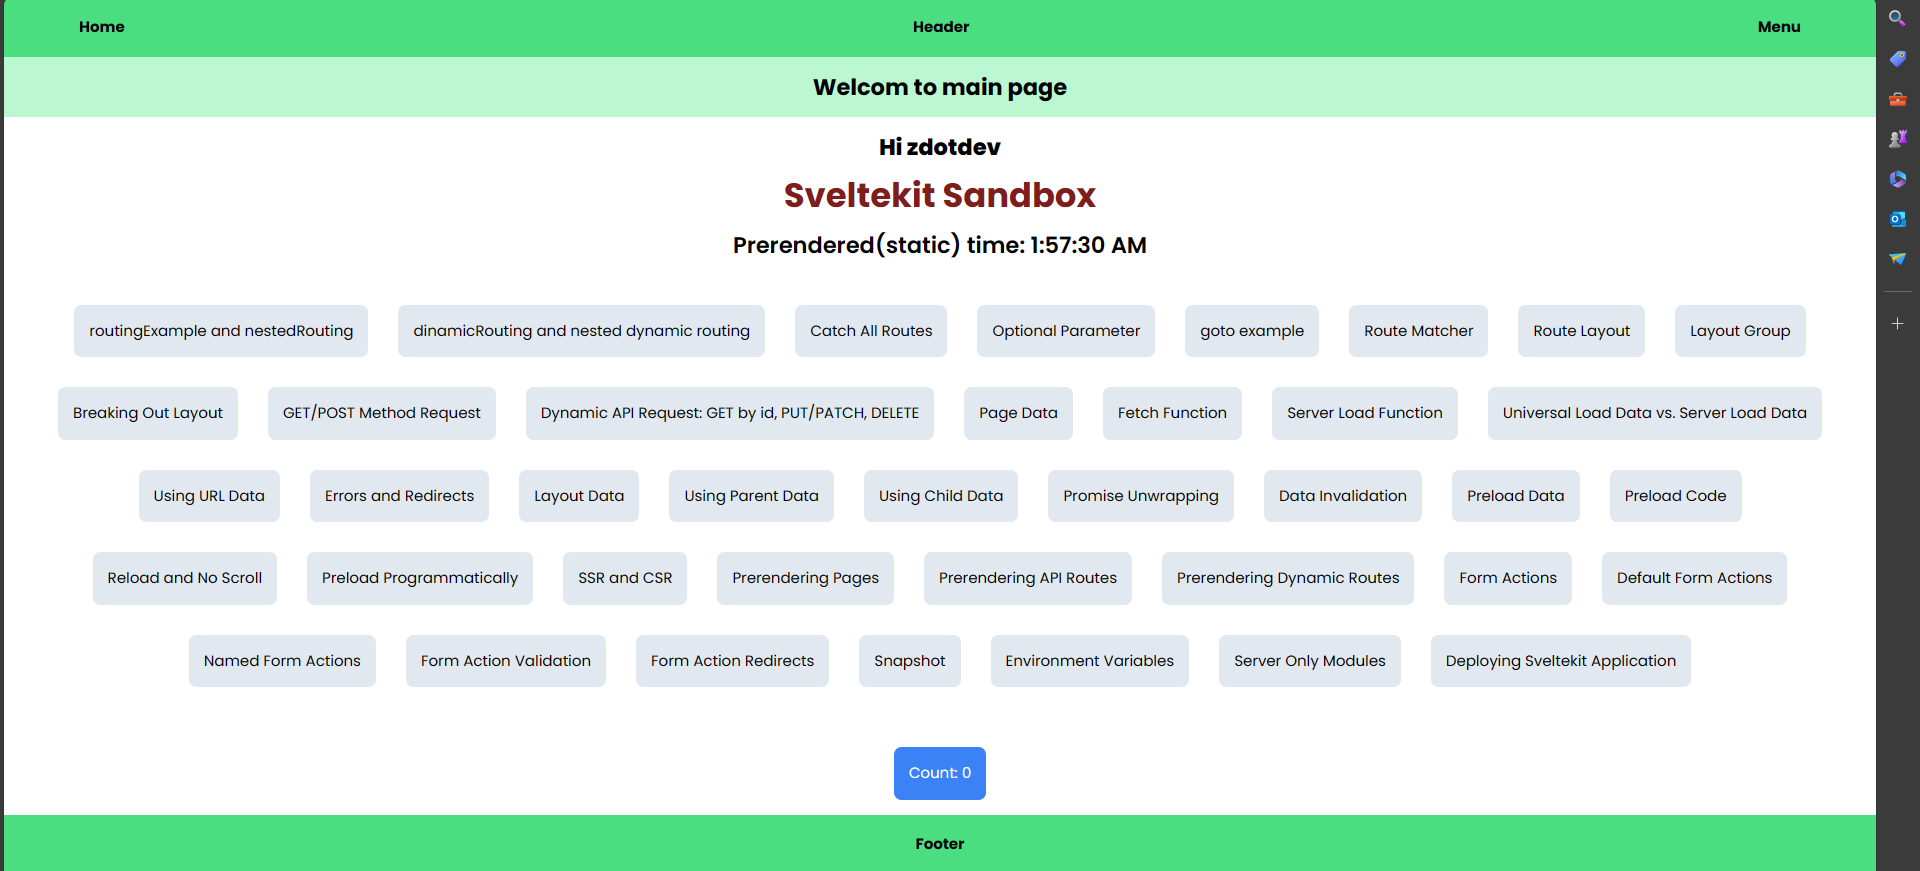 Home Header Menu
Welcom to main page
Hi zdotdev
Sveltekit Sandbox
Prerendered(static) time: 1:57:30 AM
routingExample and nestedRouting dinamicRouting and nested dynamic routing Catch All Routes Optional Parameter goto example Route Matcher Route Layout Layout Group
Breaking Out Layout GET/POST Method Request Dynamic API Request: GET by id, PUT/PATCH, DELETE Page Data Fetch Function Server Load Function Universal Load Data vs. Server Load Data
Using URL Data Errors and Redirects Layout Data Using Parent Data Using Child Data Promise Unwrapping Data Invalidation Preload Data Preload Code
Reload and No Scroll Preload Programmatically SSR and CSR Prerendering Pages Prerendering API Routes Prerendering Dynamic Routes Form Actions Default Form Actions
Named Form Actions Form Action Validation Form Action Redirects Snapshot Environment Variables Server Only Modules Deploying Sveltekit Application
Count: 0
Footer